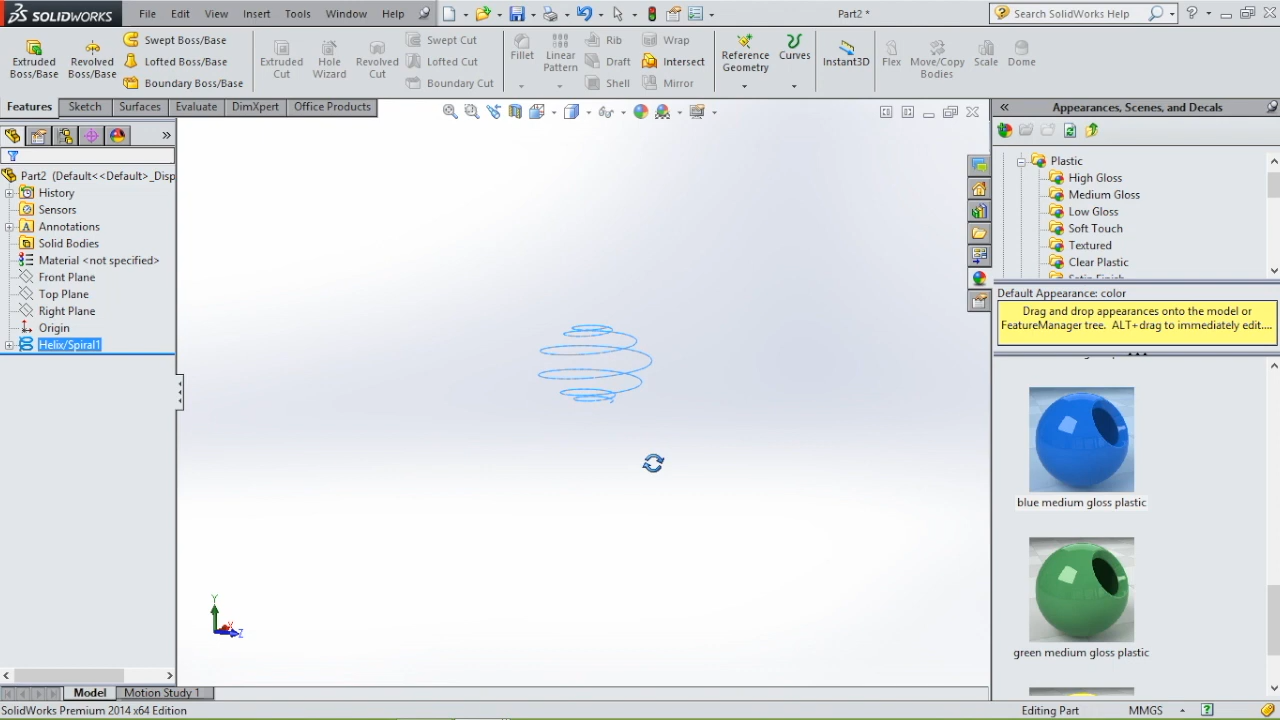 SOLIDWORKS
File Edit View Insert Tools Window Help
Part2 *
Search SolidWorks Help
Extruded Boss/Base
Revolved Boss/Base
Swept Boss/Base
Lofted Boss/Base
Boundary Boss/Base
Extruded Cut
Hole Wizard
Revolved Cut
Swept Cut
Lofted Cut
Boundary Cut
Fillet
Linear Pattern
Rib
Draft
Shell
Wrap
Intersect
Mirror
Reference Geometry
Curves
Instant3D
Flex
Move/Copy Bodies
Scale
Dome
Features Sketch Surfaces Evaluate DimXpert Office Products
Part2 (Default<<Default>_Disp
History
Sensors
Annotations
Solid Bodies
Material <not specified>
Front Plane
Top Plane
Right Plane
Origin
Helix/Spiral1
Y
X
Z
Appearances, Scenes, and Decals
Plastic
High Gloss
Medium Gloss
Low Gloss
Soft Touch
Textured
Clear Plastic
Satin Finish
Default Appearance: color
Drag and drop appearances onto the model or
FeatureManager tree. ALT+drag to immediately edit....
blue medium gloss plastic
green medium gloss plastic
Model Motion Study 1
SolidWorks Premium 2014 x64 Edition
Editing Part
MMGS